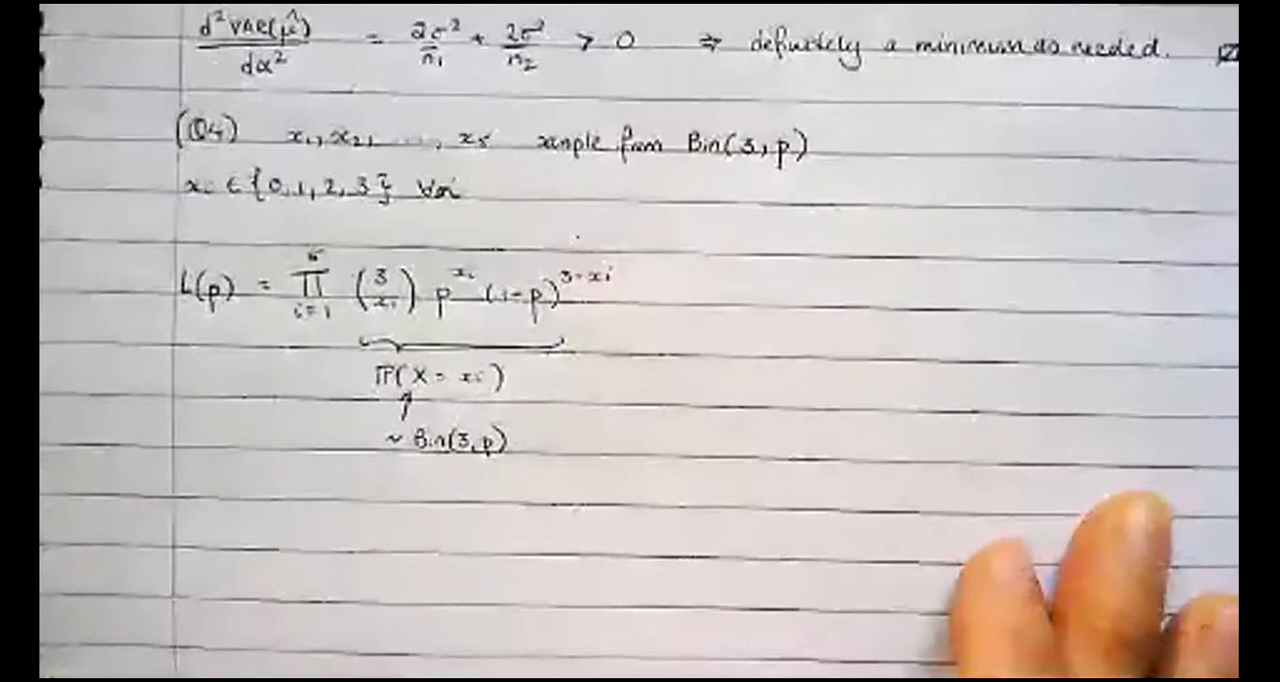 d²var(μ̂)/dα² = 2σ²/n₁ + 2σ²/n₂ > 0 ⇒ definitely a minimum as needed.
(Q4) x₁, x₂, ..., x₅ sample from Bin(3, p)
xᵢ ∈ {0, 1, 2, 3} ∀ i
L(p) = ∏ᵢ₌₁⁵ (3 xᵢ) p^xᵢ (1-p)^3-xᵢ
ℙ(X = xᵢ)
↑
~ Bin(3, p)